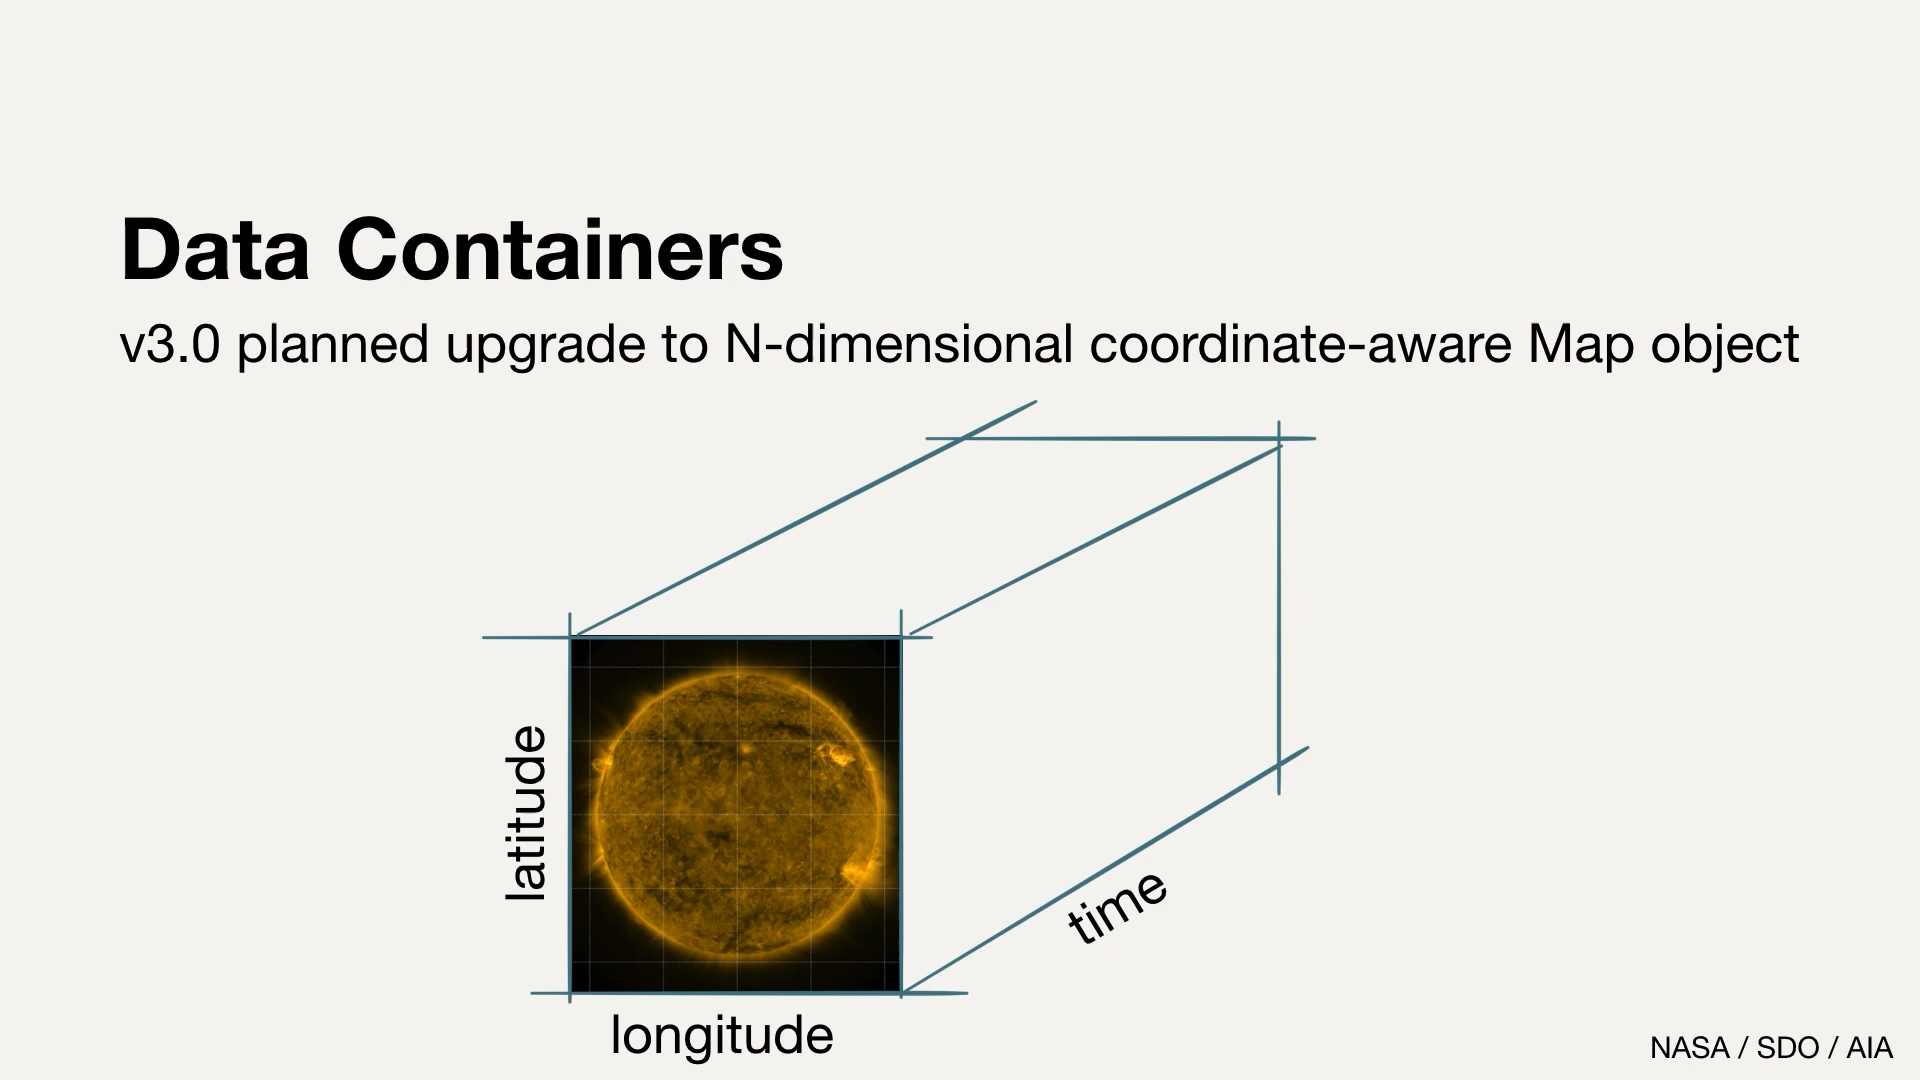 Data Containers
v3.0 planned upgrade to N-dimensional coordinate-aware Map object
latitude
time
longitude
NASA / SDO / AIA